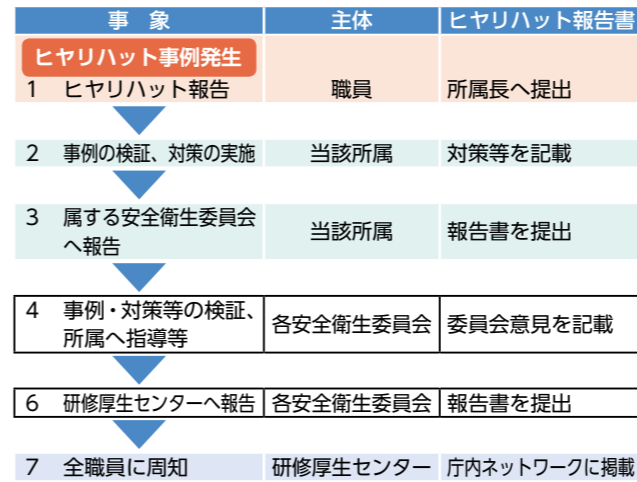 事 象 主体 ヒヤリハット報告書
ヒヤリハット事例発生
1 ヒヤリハット報告 職員 所属長へ提出
2 事例の検証、対策の実施 当該所属 対策等を記載
3 属する安全衛生委員会
へ報告 当該所属 報告書を提出
4 事例・対策等の検証、
所属へ指導等 各安全衛生委員会 委員会意見を記載
6 研修厚生センターへ報告 各安全衛生委員会 報告書を提出
7 全職員に周知 研修厚生センター 庁内ネットワークに掲載